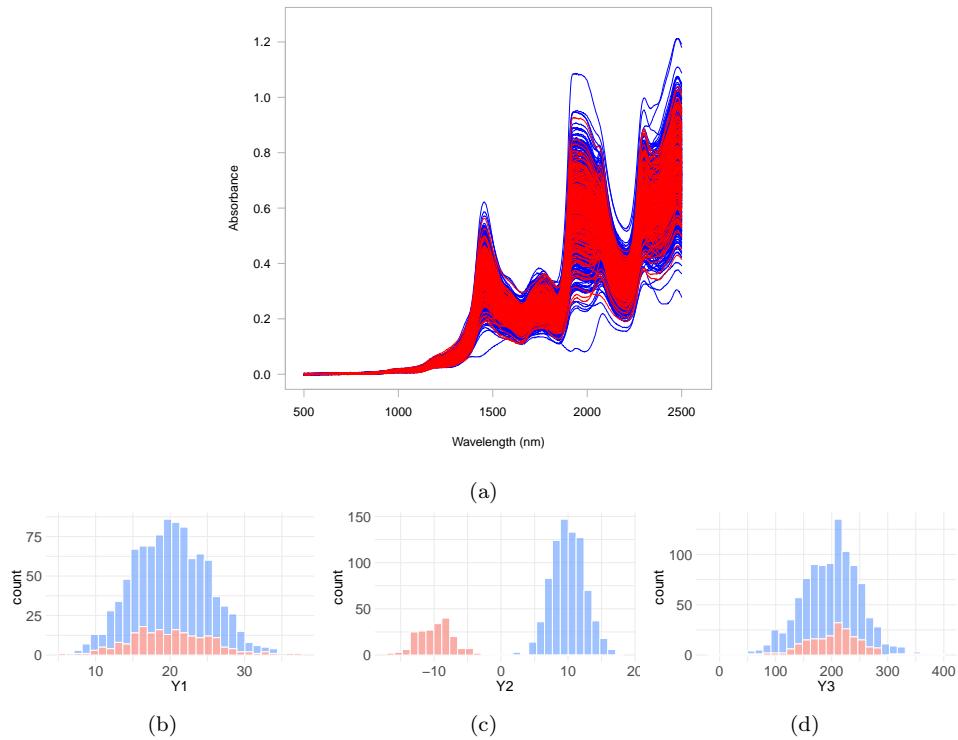 1.2
1.0
0.8
0.6
0.4
0.2
0.0
Absorbance
500 1000 1500 2000 2500
Wavelength (nm)
(a)
75
50
25
0
count
10 20 30
Y1
(b)
150
100
50
0
count
−10 0 10 20
Y2
(c)
100
50
0
count
0 100 200 300 400
Y3
(d)